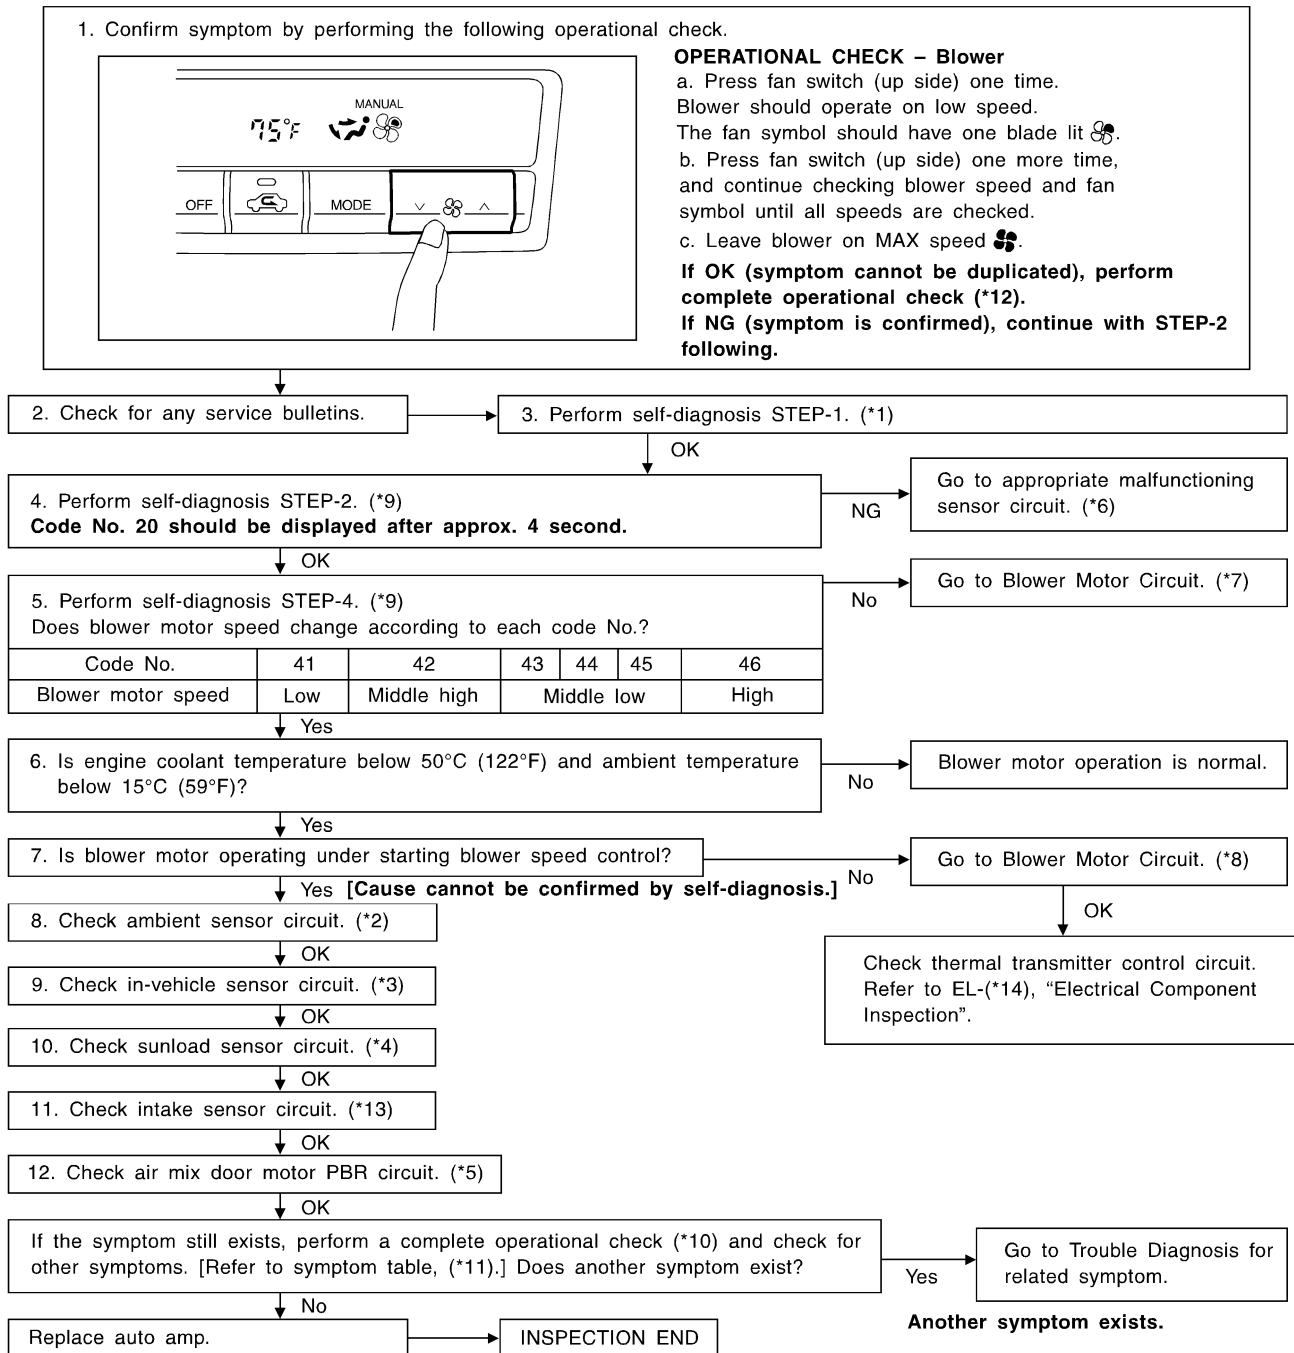 1. Confirm symptom by performing the following operational check.
MANUAL
75°F
OFF
MODE
OPERATIONAL CHECK – Blower
a. Press fan switch (up side) one time.
Blower should operate on low speed.
The fan symbol should have one blade lit .
b. Press fan switch (up side) one more time,
and continue checking blower speed and fan
symbol until all speeds are checked.
c. Leave blower on MAX speed .
If OK (symptom cannot be duplicated), perform
complete operational check (*12).
If NG (symptom is confirmed), continue with STEP-2
following.
2. Check for any service bulletins.
3. Perform self-diagnosis STEP-1. (*1)
OK
4. Perform self-diagnosis STEP-2. (*9)
Code No. 20 should be displayed after approx. 4 second.
NG
Go to appropriate malfunctioning
sensor circuit. (*6)
OK
5. Perform self-diagnosis STEP-4. (*9)
Does blower motor speed change according to each code No.?
No
Go to Blower Motor Circuit. (*7)
Code No. 41 42 43 44 45 46
Blower motor speed Low Middle high Middle low High
Yes
6. Is engine coolant temperature below 50°C (122°F) and ambient temperature
below 15°C (59°F)?
No
Blower motor operation is normal.
Yes
7. Is blower motor operating under starting blower speed control?
No
Go to Blower Motor Circuit. (*8)
Yes [Cause cannot be confirmed by self-diagnosis.]
OK
Check thermal transmitter control circuit.
Refer to EL-(*14), “Electrical Component
Inspection”.
8. Check ambient sensor circuit. (*2)
OK
9. Check in-vehicle sensor circuit. (*3)
OK
10. Check sunload sensor circuit. (*4)
OK
11. Check intake sensor circuit. (*13)
OK
12. Check air mix door motor PBR circuit. (*5)
OK
If the symptom still exists, perform a complete operational check (*10) and check for
other symptoms. [Refer to symptom table, (*11).] Does another symptom exist?
Yes
Go to Trouble Diagnosis for
related symptom.
Another symptom exists.
No
Replace auto amp.
INSPECTION END